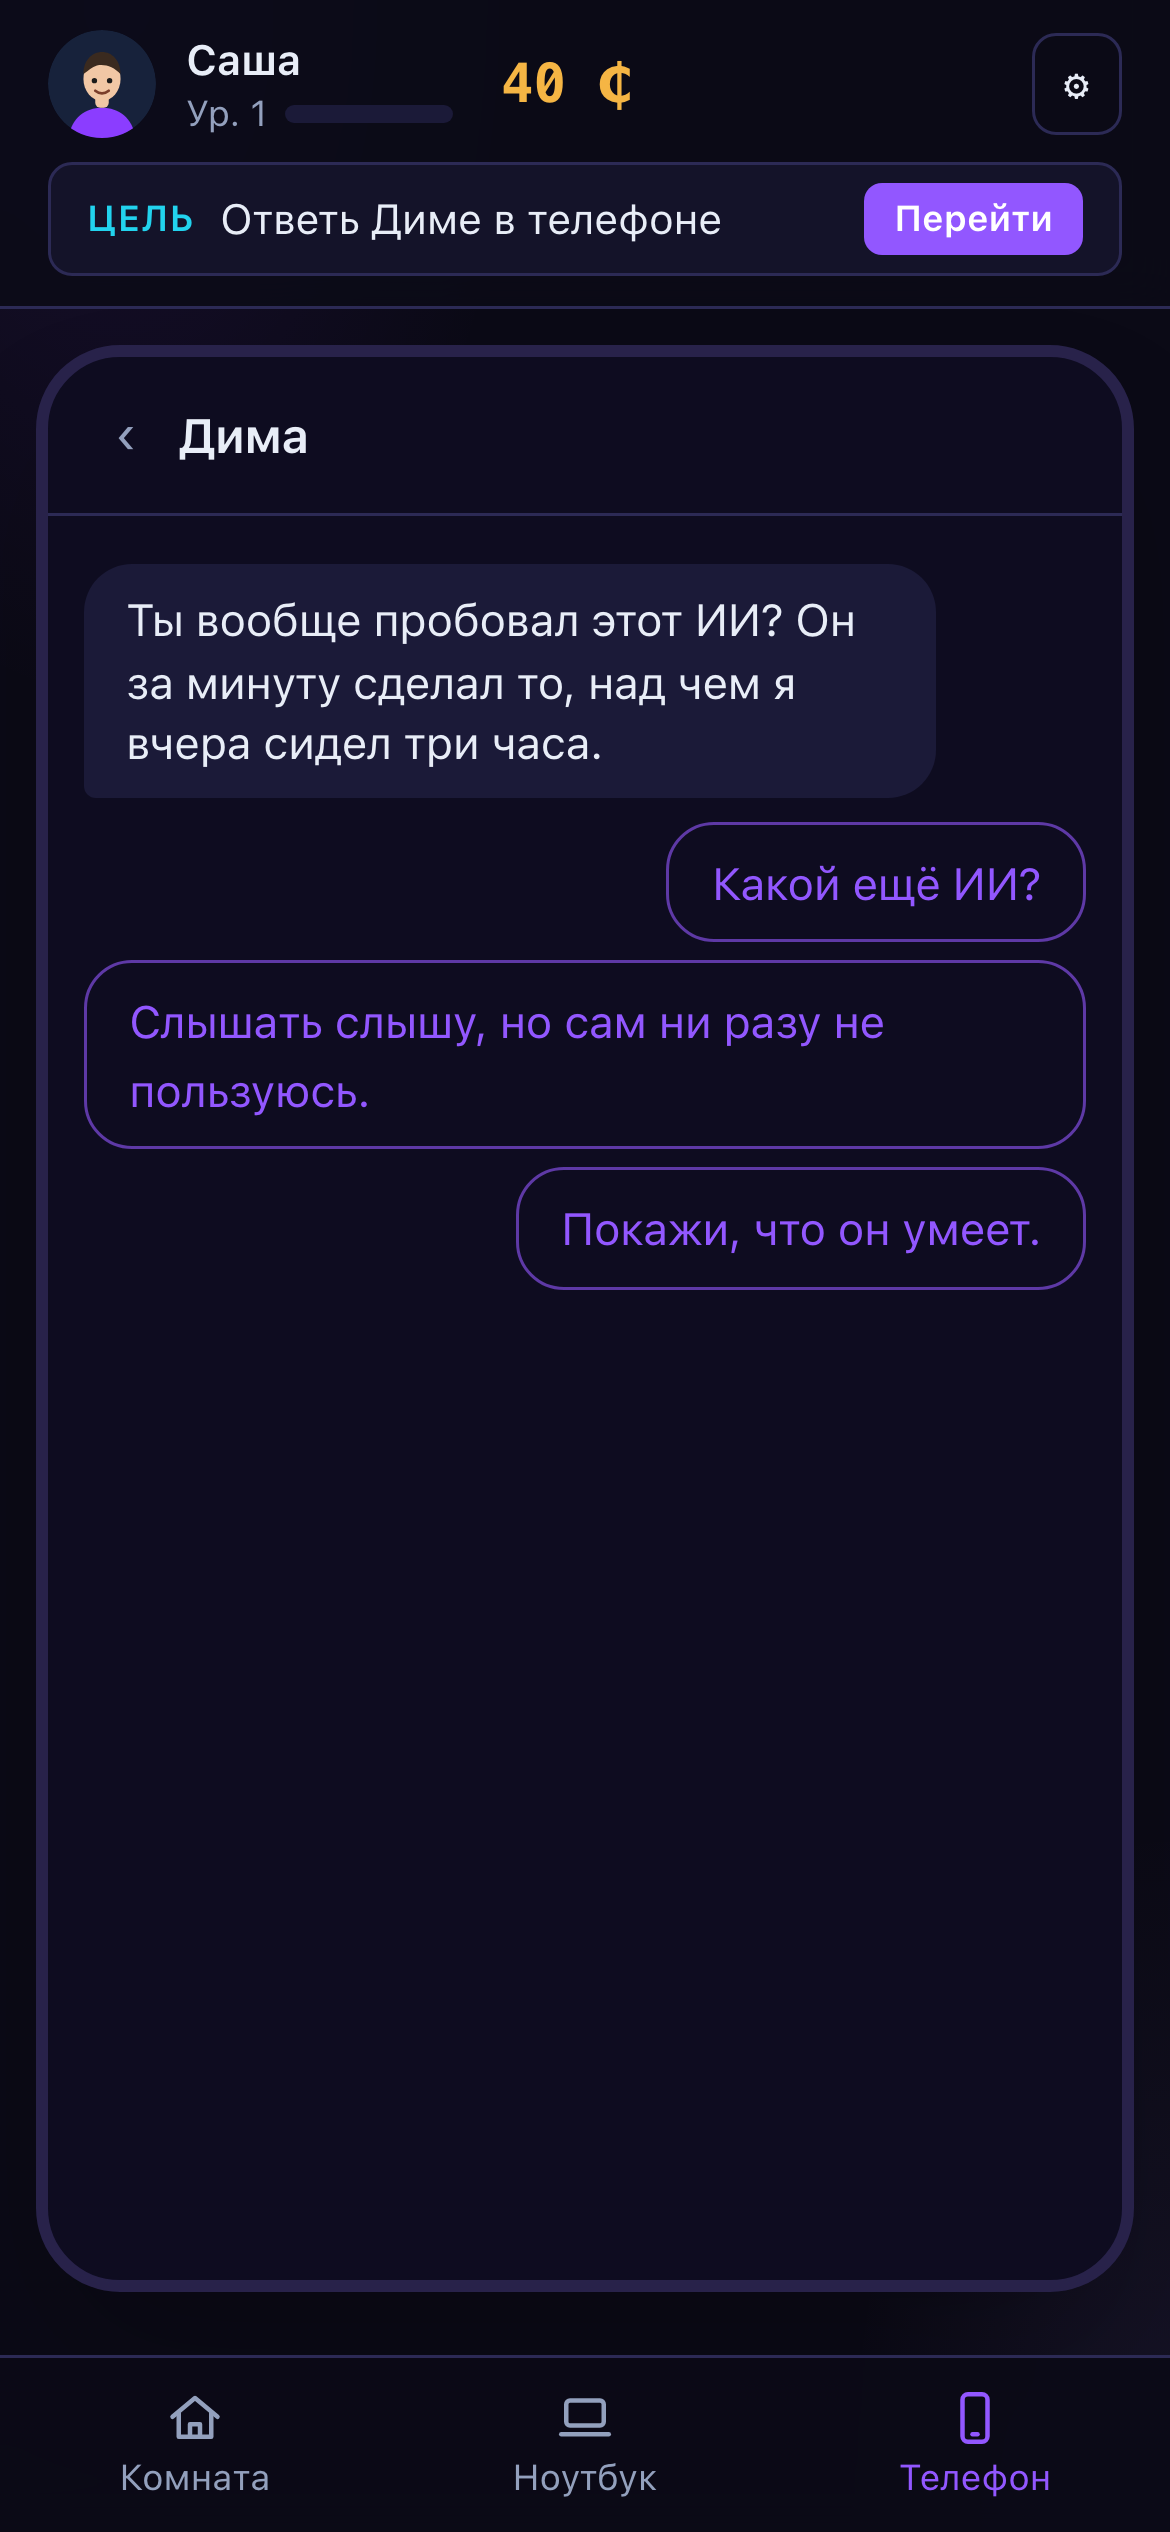 Саша
Ур. 1
40 ₵
ЦЕЛЬ Ответь Диме в телефоне Перейти
‹ Дима
Ты вообще пробовал этот ИИ? Он
за минуту сделал то, над чем я
вчера сидел три часа.
Какой ещё ИИ?
Слышать слышу, но сам ни разу не
пользуюсь.
Покажи, что он умеет.
Комната Ноутбук Телефон